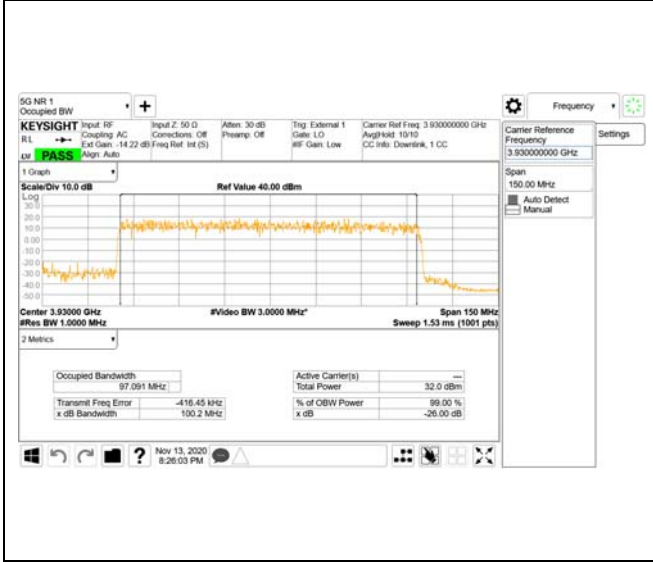 5G NR 1
Occupied BW
Frequency
KEYSIGHT
RL
PASS
Input: RF
Coupling: AC
Ext Gain: -14.22 dB
Align: Auto
Input Z: 50 Ω
Corrections: Off
Freq Ref: Int (S)
Atten: 30 dB
Preamp: Off
Trig: External 1
Gate: LO
#IF Gain: Low
Carrier Ref Freq: 3.930000000 GHz
Avg|Hold: 10/10
CC Info: Downlink, 1 CC
Carrier Reference
Frequency
3.930000000 GHz
Settings
Span
150.00 MHz
Auto Detect
Manual
1 Graph
Scale/Div 10.0 dB
Ref Value 40.00 dBm
Log
30.0
20.0
10.0
0.00
-10.0
-20.0
-30.0
-40.0
-50.0
Center 3.93000 GHz
#Video BW 3.0000 MHz*
Span 150 MHz
#Res BW 1.0000 MHz
Sweep 1.53 ms (1001 pts)
2 Metrics
Occupied Bandwidth
97.091 MHz
Transmit Freq Error -416.45 kHz
x dB Bandwidth 100.2 MHz
Active Carrier(s) ---
Total Power 32.0 dBm
% of OBW Power 99.00 %
x dB -26.00 dB
Nov 13, 2020
8:26:03 PM